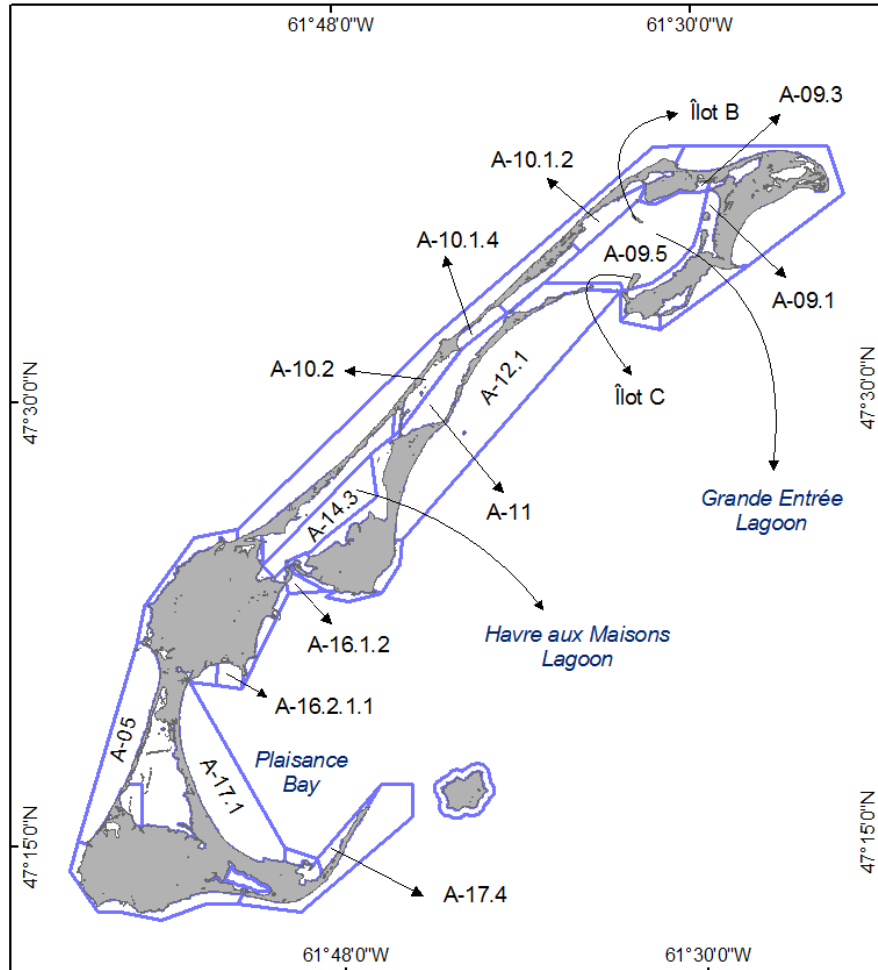 61°48'0"W
61°30'0"W
A-09.3
Îlot B
A-10.1.2
A-10.1.4
A-09.5
A-09.1
A-10.2
A-12.1
Îlot C
47°30'0"N
47°30'0"N
Grande Entrée
Lagoon
A-14.3
A-11
Havre aux Maisons
Lagoon
A-16.1.2
A-16.2.1.1
A-05
A-17.1
Plaisance
Bay
47°15'0"N
47°15'0"N
A-17.4
61°48'0"W
61°30'0"W